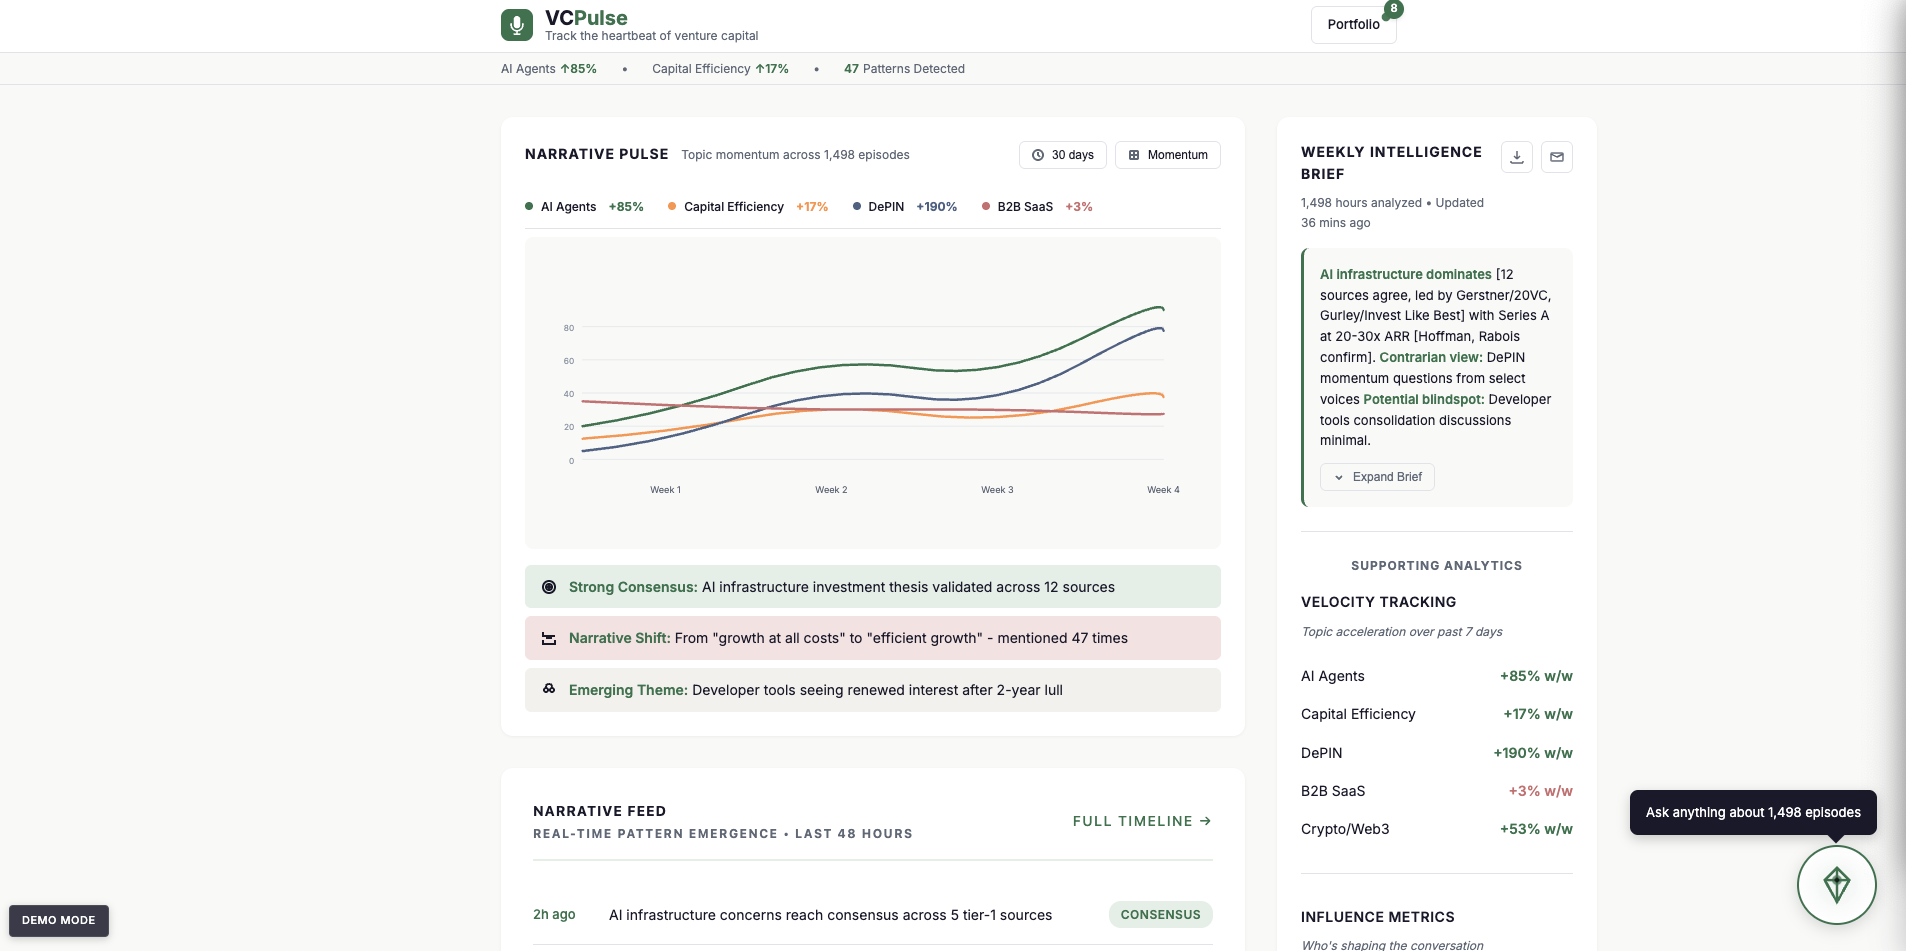 VCPulse
Track the heartbeat of venture capital
Portfolio
8
AI Agents ↑85%
•
Capital Efficiency ↑17%
•
47 Patterns Detected
NARRATIVE PULSE
Topic momentum across 1,498 episodes
30 days
Momentum
AI Agents +85%
Capital Efficiency +17%
DePIN +190%
B2B SaaS +3%
80
60
40
20
0
Week 1
Week 2
Week 3
Week 4
Strong Consensus: AI infrastructure investment thesis validated across 12 sources
Narrative Shift: From "growth at all costs" to "efficient growth" - mentioned 47 times
Emerging Theme: Developer tools seeing renewed interest after 2-year lull
NARRATIVE FEED
REAL-TIME PATTERN EMERGENCE • LAST 48 HOURS
FULL TIMELINE →
2h ago
AI infrastructure concerns reach consensus across 5 tier-1 sources
CONSENSUS
WEEKLY INTELLIGENCE
BRIEF
1,498 hours analyzed • Updated
36 mins ago
AI infrastructure dominates [12
sources agree, led by Gerstner/20VC,
Gurley/Invest Like Best] with Series A
at 20-30x ARR [Hoffman, Rabois
confirm]. Contrarian view: DePIN
momentum questions from select
voices Potential blindspot: Developer
tools consolidation discussions
minimal.
Expand Brief
SUPPORTING ANALYTICS
VELOCITY TRACKING
Topic acceleration over past 7 days
AI Agents +85% w/w
Capital Efficiency +17% w/w
DePIN +190% w/w
B2B SaaS +3% w/w
Crypto/Web3 +53% w/w
INFLUENCE METRICS
Who's shaping the conversation
Ask anything about 1,498 episodes
DEMO MODE